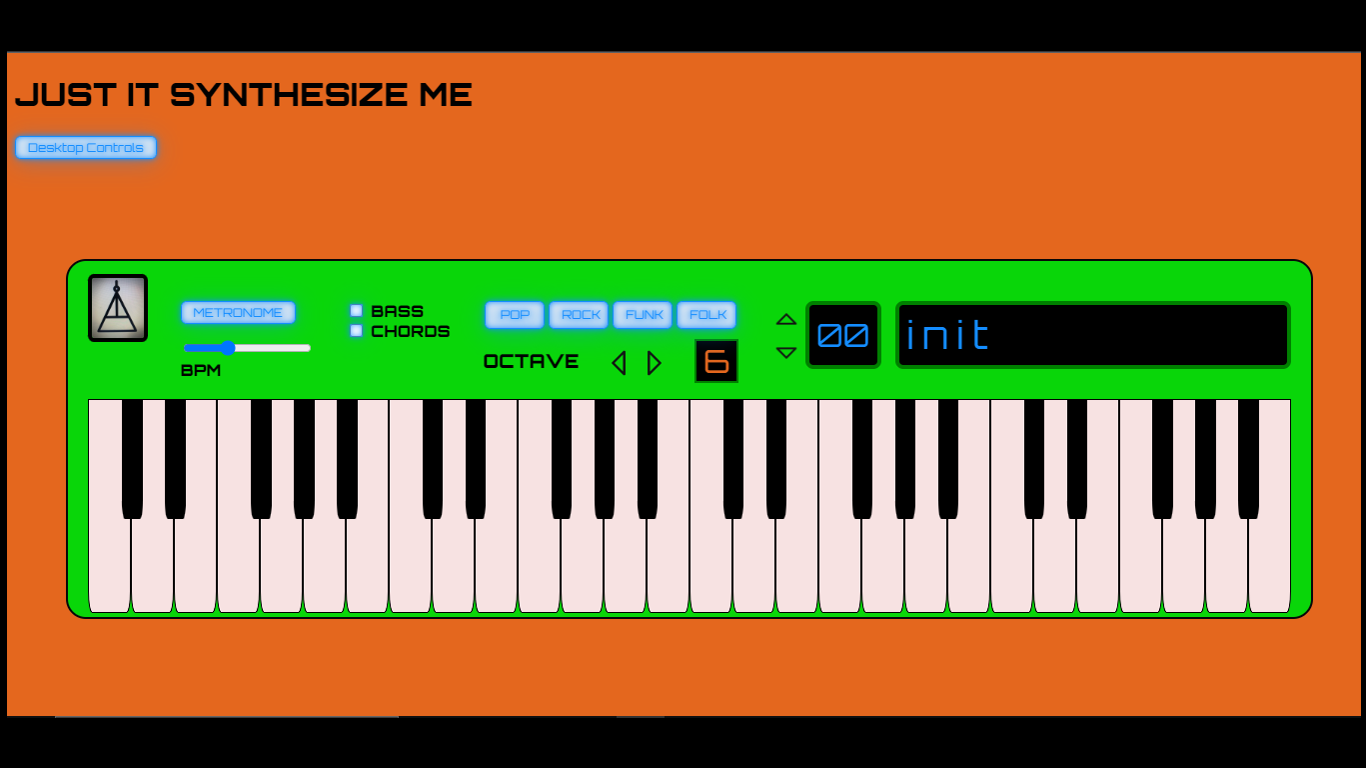 JUST IT SYNTHESIZE ME
Desktop Controls
METRONOME
BPM
BASS
CHORDS
POP ROCK FUNK FOLK
OCTAVE 6
00 init